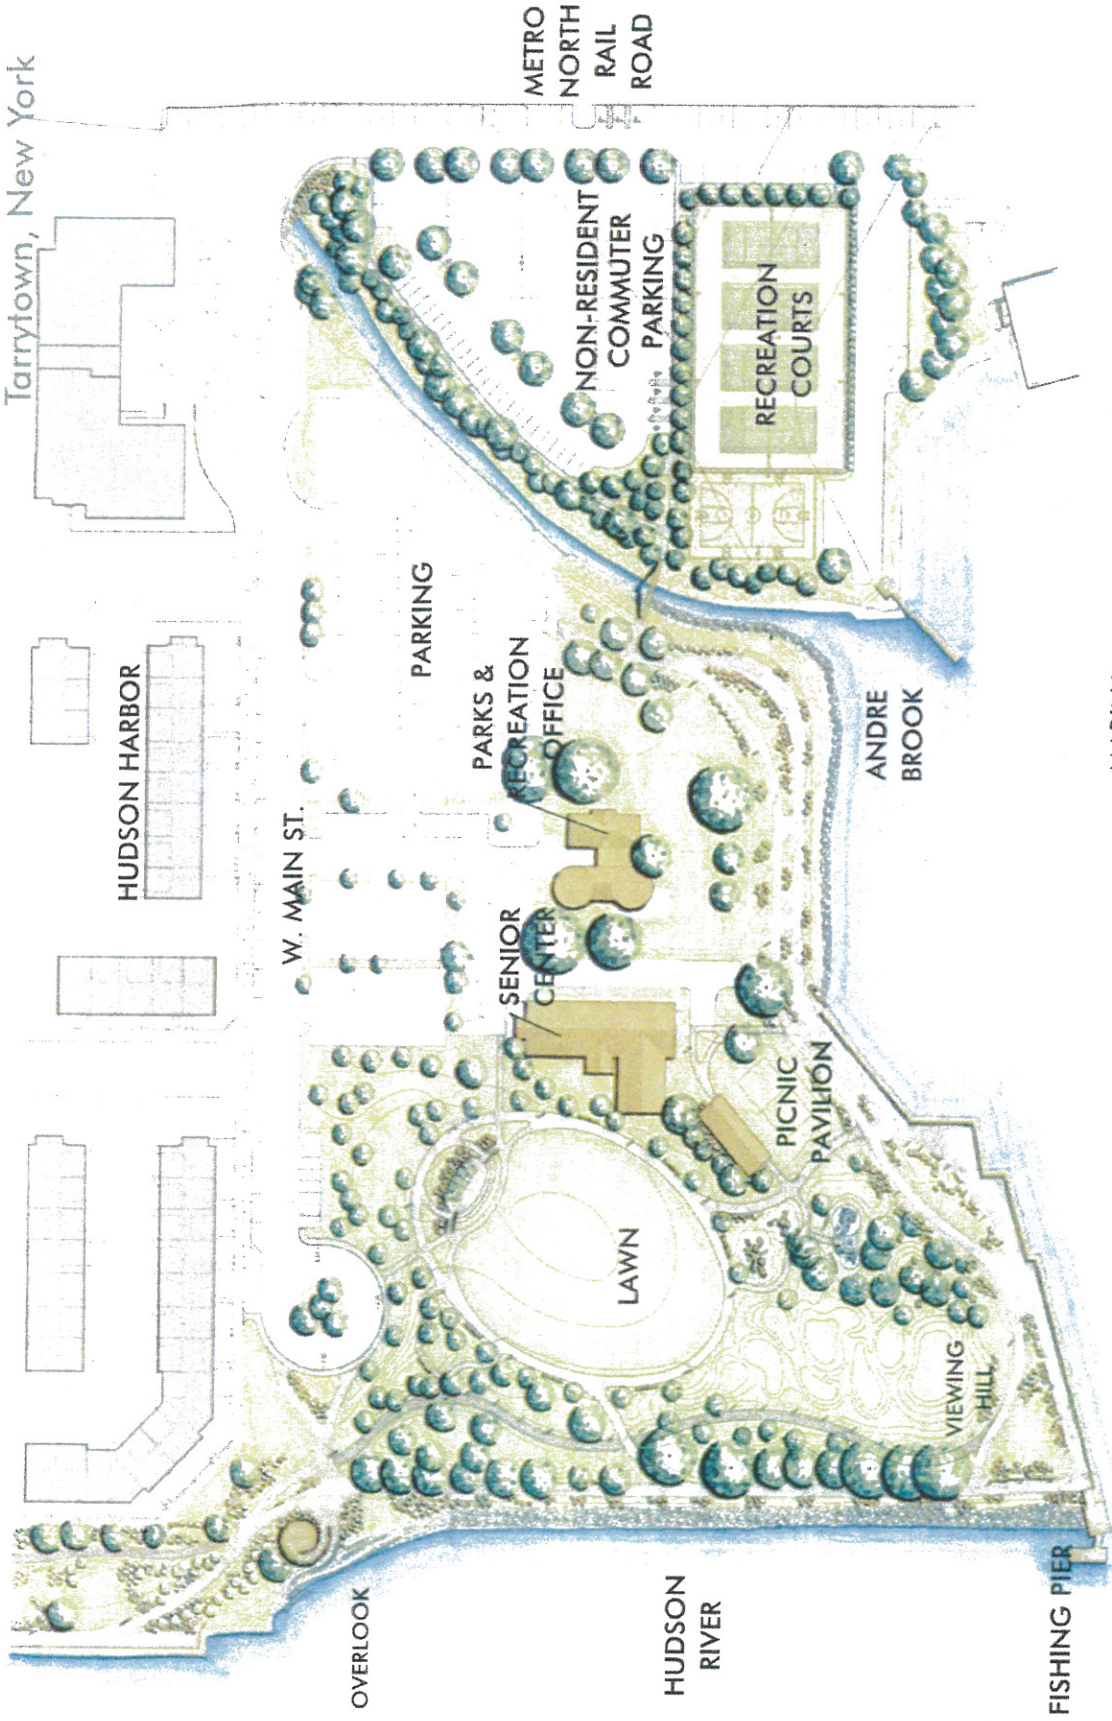 Tarrytown, New York
HUDSON HARBOR
W. MAIN ST.
METRO
NORTH
RAIL
ROAD
PARKING
NON-RESIDENT
COMMUTER
PARKING
PARKS &
RECREATION
OFFICE
SENIOR
CENTER
RECREATION
COURTS
OVERLOOK
LAWN
PICNIC
PAVILION
ANDRE
BROOK
HUDSON
RIVER
VIEWING
HILL
FISHING PIER